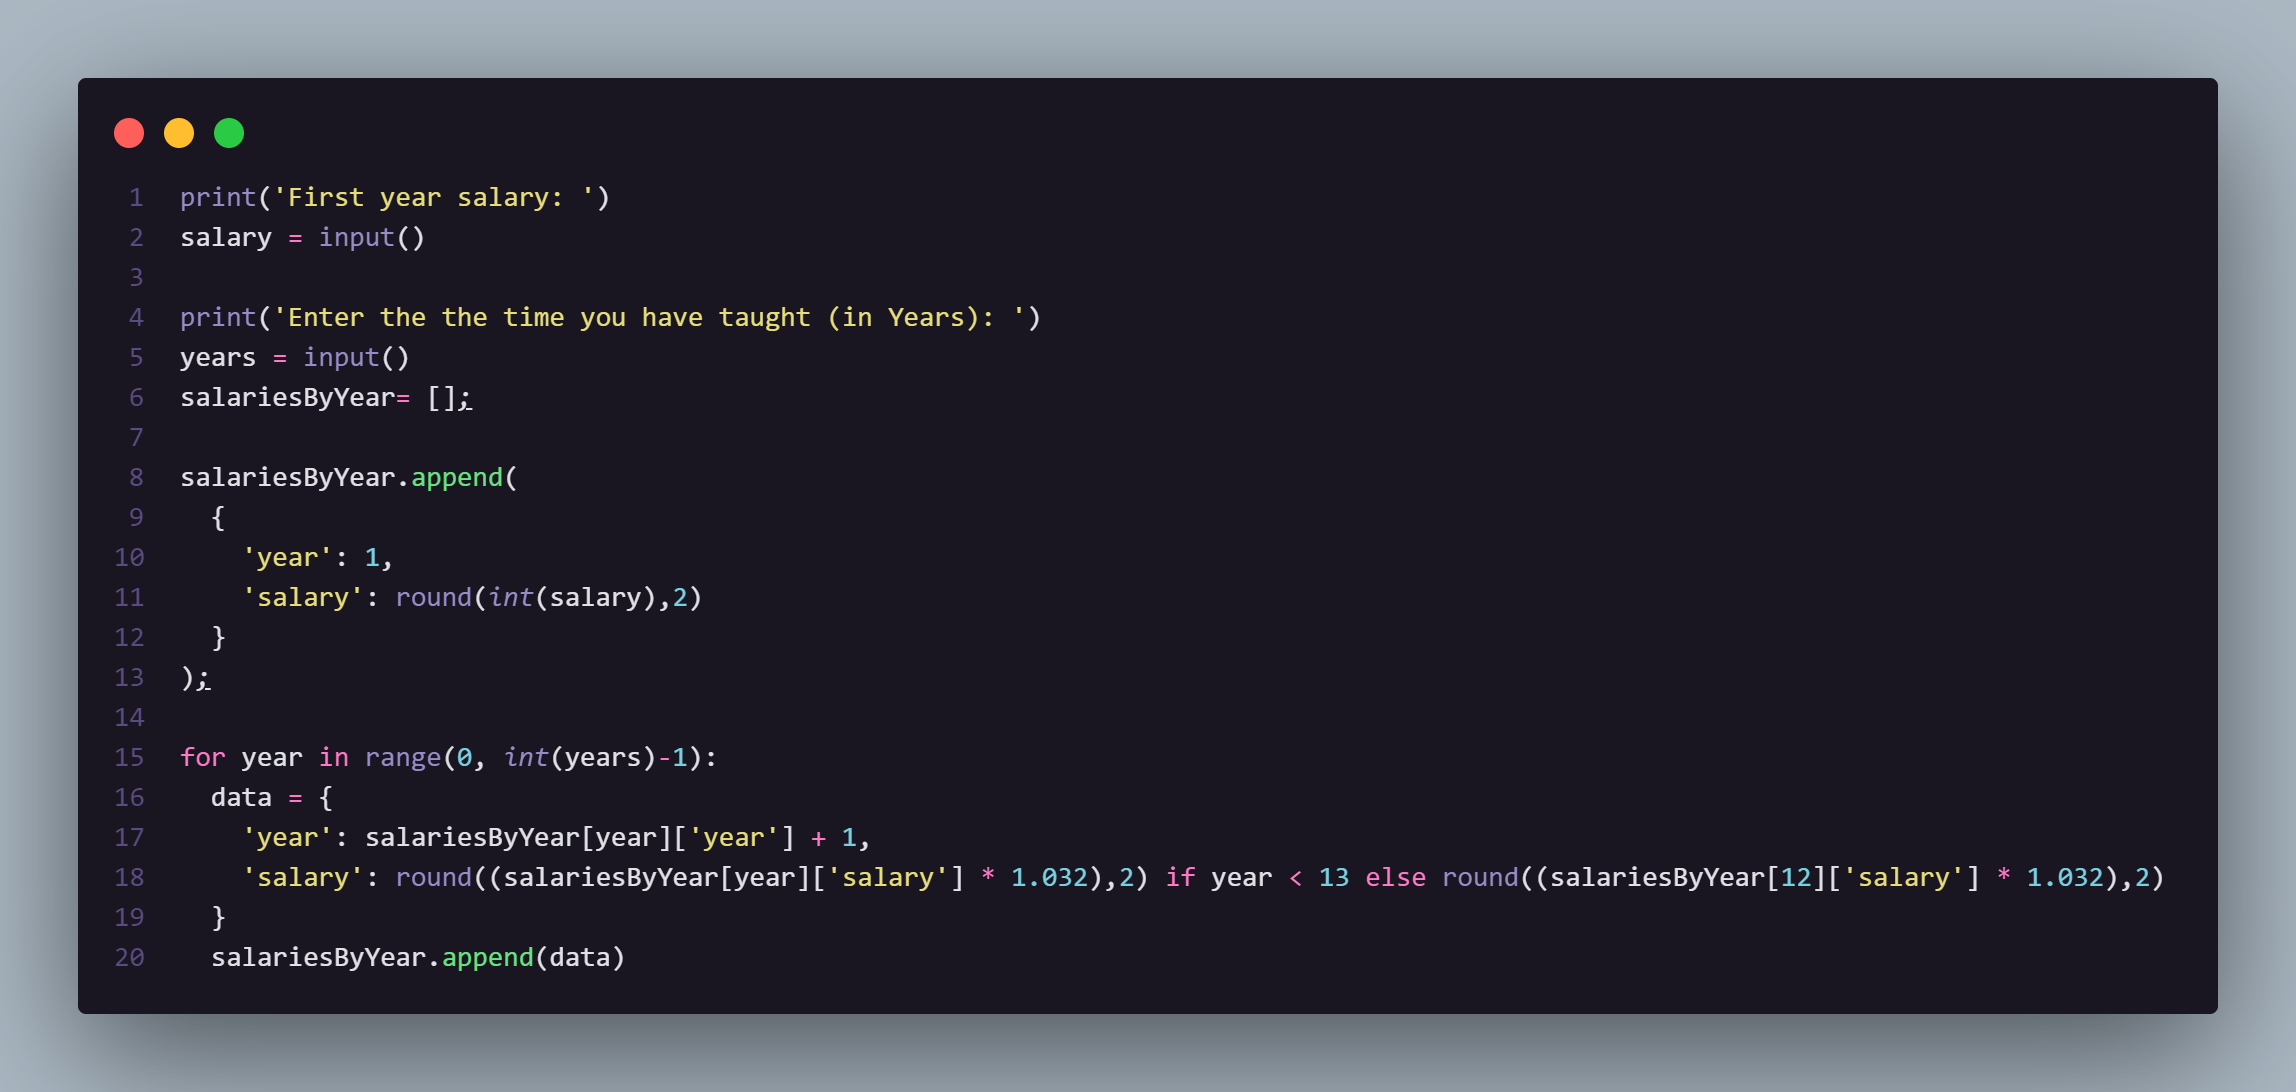 1 print('First year salary: ')
2 salary = input()
3
4 print('Enter the the time you have taught (in Years): ')
5 years = input()
6 salariesByYear= [];
7
8 salariesByYear.append(
9   {
10     'year': 1,
11     'salary': round(int(salary),2)
12   }
13 );
14
15 for year in range(0, int(years)-1):
16   data = {
17     'year': salariesByYear[year]['year'] + 1,
18     'salary': round((salariesByYear[year]['salary'] * 1.032),2) if year < 13 else round((salariesByYear[12]['salary'] * 1.032),2)
19   }
20   salariesByYear.append(data)